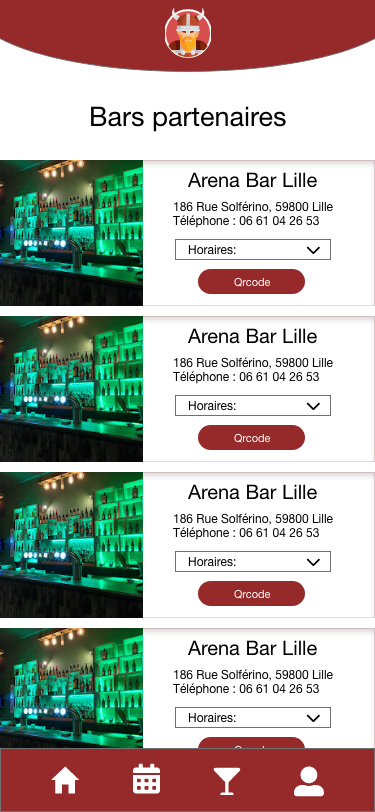 Bars partenaires
Arena Bar Lille
186 Rue Solférino, 59800 Lille
Téléphone : 06 61 04 26 53
Horaires:
Qrcode
Arena Bar Lille
186 Rue Solférino, 59800 Lille
Téléphone : 06 61 04 26 53
Horaires:
Qrcode
Arena Bar Lille
186 Rue Solférino, 59800 Lille
Téléphone : 06 61 04 26 53
Horaires:
Qrcode
Arena Bar Lille
186 Rue Solférino, 59800 Lille
Téléphone : 06 61 04 26 53
Horaires: